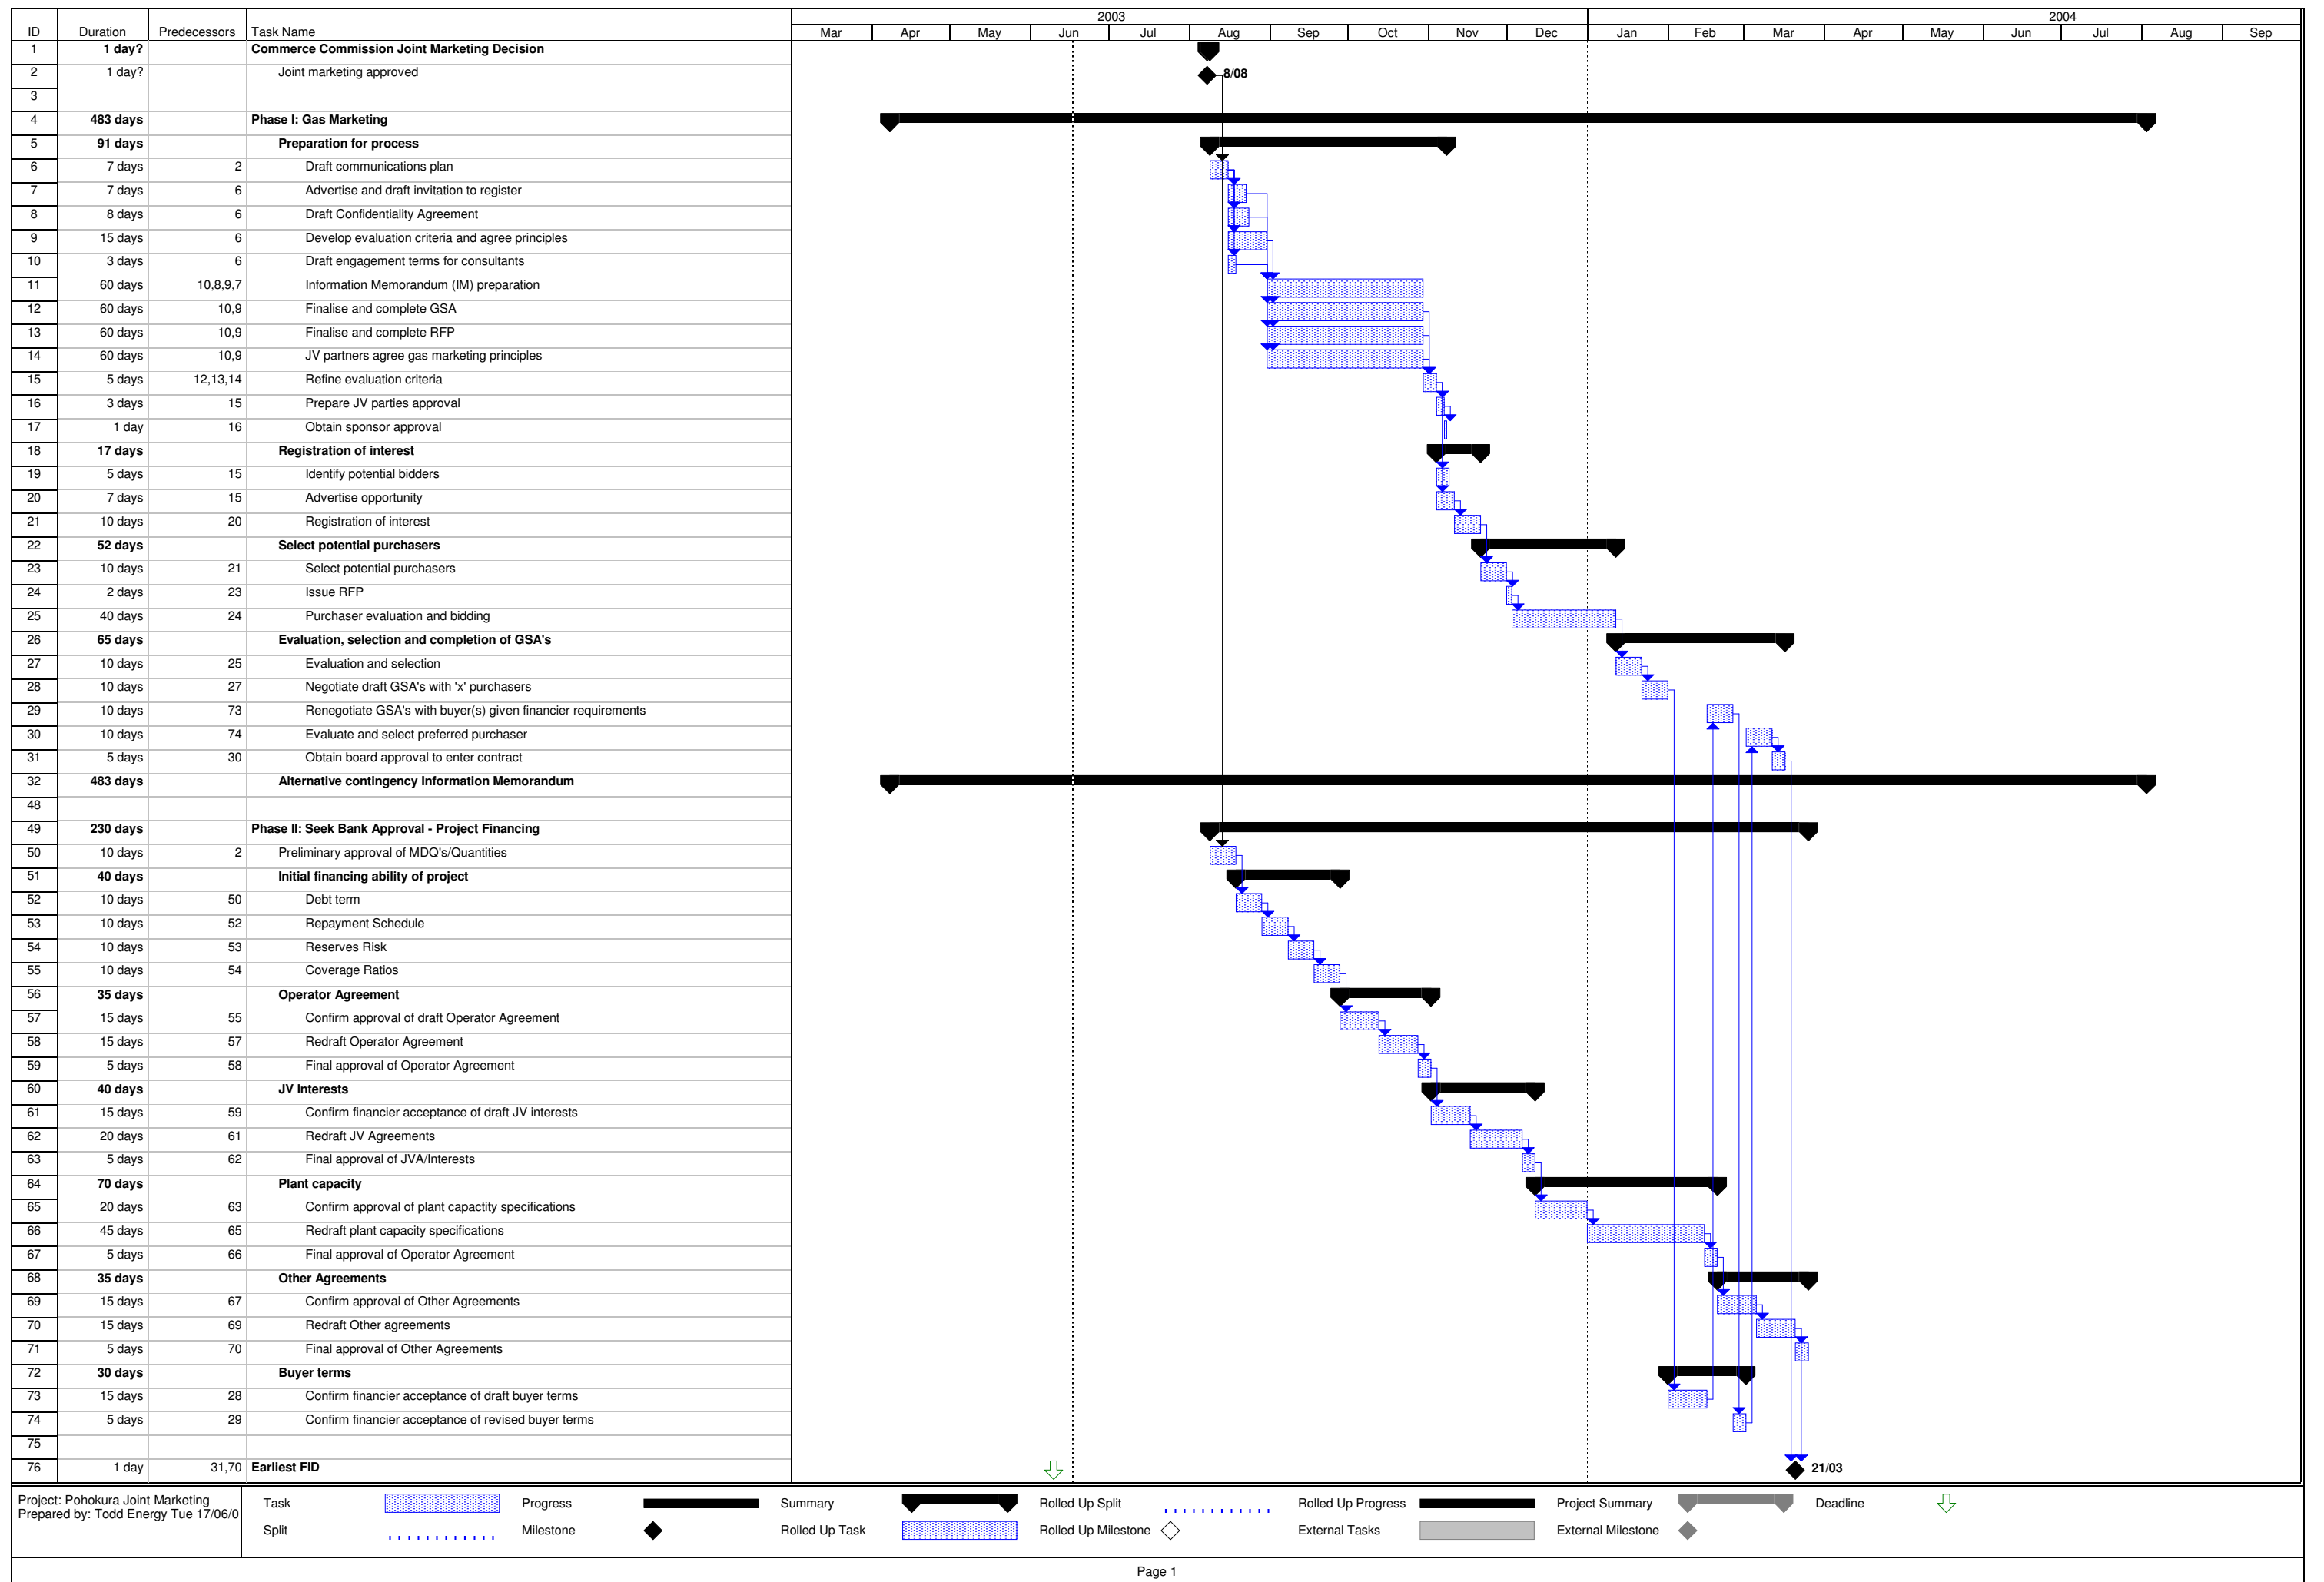 2003 2004
ID Duration Predecessors Task Name Mar Apr May Jun Jul Aug Sep Oct Nov Dec Jan Feb Mar Apr May Jun Jul Aug Sep
1 1 day? Commerce Commission Joint Marketing Decision
2 1 day? Joint marketing approved 8/08
3
4 483 days Phase I: Gas Marketing
5 91 days Preparation for process
6 7 days 2 Draft communications plan
7 7 days 6 Advertise and draft invitation to register
8 8 days 6 Draft Confidentiality Agreement
9 15 days 6 Develop evaluation criteria and agree principles
10 3 days 6 Draft engagement terms for consultants
11 60 days 10,8,9,7 Information Memorandum (IM) preparation
12 60 days 10,9 Finalise and complete GSA
13 60 days 10,9 Finalise and complete RFP
14 60 days 10,9 JV partners agree gas marketing principles
15 5 days 12,13,14 Refine evaluation criteria
16 3 days 15 Prepare JV parties approval
17 1 day 16 Obtain sponsor approval
18 17 days Registration of interest
19 5 days 15 Identify potential bidders
20 7 days 15 Advertise opportunity
21 10 days 20 Registration of interest
22 52 days Select potential purchasers
23 10 days 21 Select potential purchasers
24 2 days 23 Issue RFP
25 40 days 24 Purchaser evaluation and bidding
26 65 days Evaluation, selection and completion of GSA's
27 10 days 25 Evaluation and selection
28 10 days 27 Negotiate draft GSA's with 'x' purchasers
29 10 days 73 Renegotiate GSA's with buyer(s) given financier requirements
30 10 days 74 Evaluate and select preferred purchaser
31 5 days 30 Obtain board approval to enter contract
32 483 days Alternative contingency Information Memorandum
48
49 230 days Phase II: Seek Bank Approval - Project Financing
50 10 days 2 Preliminary approval of MDQ's/Quantities
51 40 days Initial financing ability of project
52 10 days 50 Debt term
53 10 days 52 Repayment Schedule
54 10 days 53 Reserves Risk
55 10 days 54 Coverage Ratios
56 35 days Operator Agreement
57 15 days 55 Confirm approval of draft Operator Agreement
58 15 days 57 Redraft Operator Agreement
59 5 days 58 Final approval of Operator Agreement
60 40 days JV Interests
61 15 days 59 Confirm financier acceptance of draft JV interests
62 20 days 61 Redraft JV Agreements
63 5 days 62 Final approval of JVA/Interests
64 70 days Plant capacity
65 20 days 63 Confirm approval of plant capactity specifications
66 45 days 65 Redraft plant capacity specifications
67 5 days 66 Final approval of Operator Agreement
68 35 days Other Agreements
69 15 days 67 Confirm approval of Other Agreements
70 15 days 69 Redraft Other agreements
71 5 days 70 Final approval of Other Agreements
72 30 days Buyer terms
73 15 days 28 Confirm financier acceptance of draft buyer terms
74 5 days 29 Confirm financier acceptance of revised buyer terms
75
76 1 day 31,70 Earliest FID 21/03
Project: Pohokura Joint Marketing
Prepared by: Todd Energy Tue 17/06/0
Task Progress Summary Rolled Up Split Rolled Up Progress Project Summary Deadline
Split Milestone Rolled Up Task Rolled Up Milestone External Tasks External Milestone
Page 1